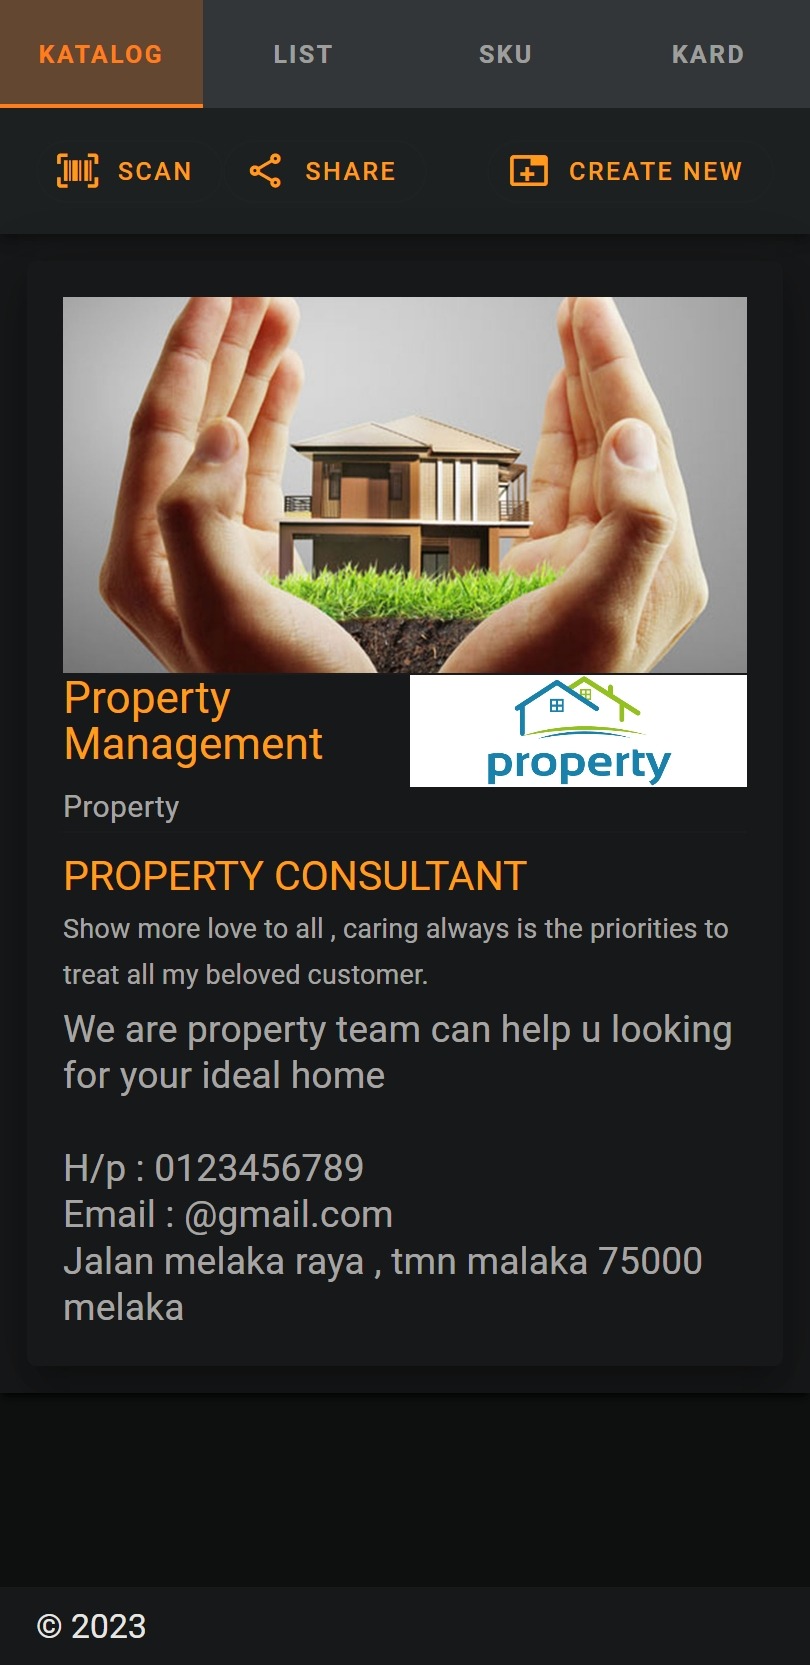 KATALOG LIST SKU KARD
SCAN SHARE CREATE NEW
Property
Management
property
Property
PROPERTY CONSULTANT
Show more love to all , caring always is the priorities to
treat all my beloved customer.
We are property team can help u looking
for your ideal home
H/p : 0123456789
Email : @gmail.com
Jalan melaka raya , tmn malaka 75000
melaka
© 2023